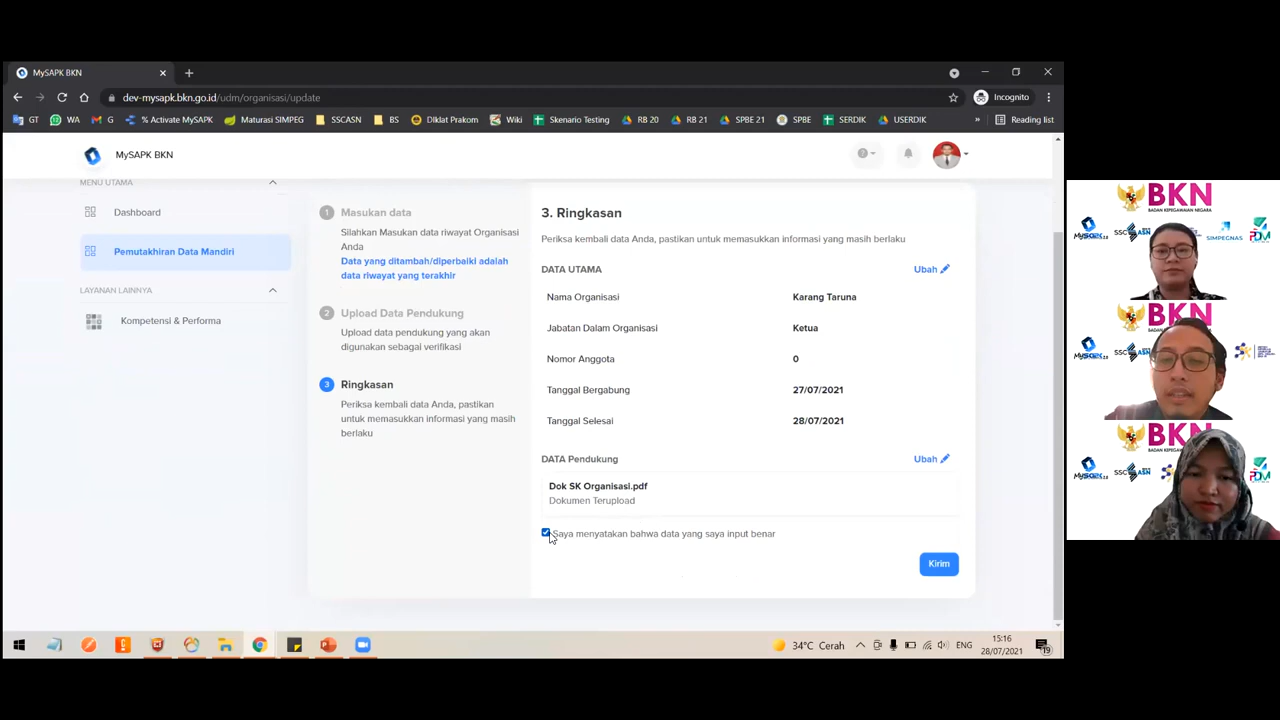 MySAPK BKN
dev-mysapk.bkn.go.id/udm/organisasi/update
Incognito
GT
WA
G
% Activate MySAPK
Maturasi SIMPEG
SSCASN
BS
DIklat Prakom
Wiki
Skenario Testing
RB 20
RB 21
SPBE 21
SPBE
SERDIK
USERDIK
»
Reading list
MySAPK BKN
MENU UTAMA
Dashboard
Pemutakhiran Data Mandiri
LAYANAN LAINNYA
Kompetensi & Performa
1 Masukan data
Silahkan Masukan data riwayat Organisasi
Anda
Data yang ditambah/diperbaiki adalah
data riwayat yang terakhir
2 Upload Data Pendukung
Upload data pendukung yang akan
digunakan sebagai verifikasi
3 Ringkasan
Periksa kembali data Anda, pastikan
untuk memasukkan informasi yang masih
berlaku
3. Ringkasan
Periksa kembali data Anda, pastikan untuk memasukkan informasi yang masih berlaku
DATA UTAMA Ubah
Nama Organisasi Karang Taruna
Jabatan Dalam Organisasi Ketua
Nomor Anggota 0
Tanggal Bergabung 27/07/2021
Tanggal Selesai 28/07/2021
DATA Pendukung Ubah
Dok SK Organisasi.pdf
Dokumen Terupload
Saya menyatakan bahwa data yang saya input benar
Kirim
34°C Cerah
ENG
15:16
28/07/2021
19
BKN
BADAN KEPEGAWAIAN NEGARA
SIMPEGNAS
BKN
SSC ASN
BKN